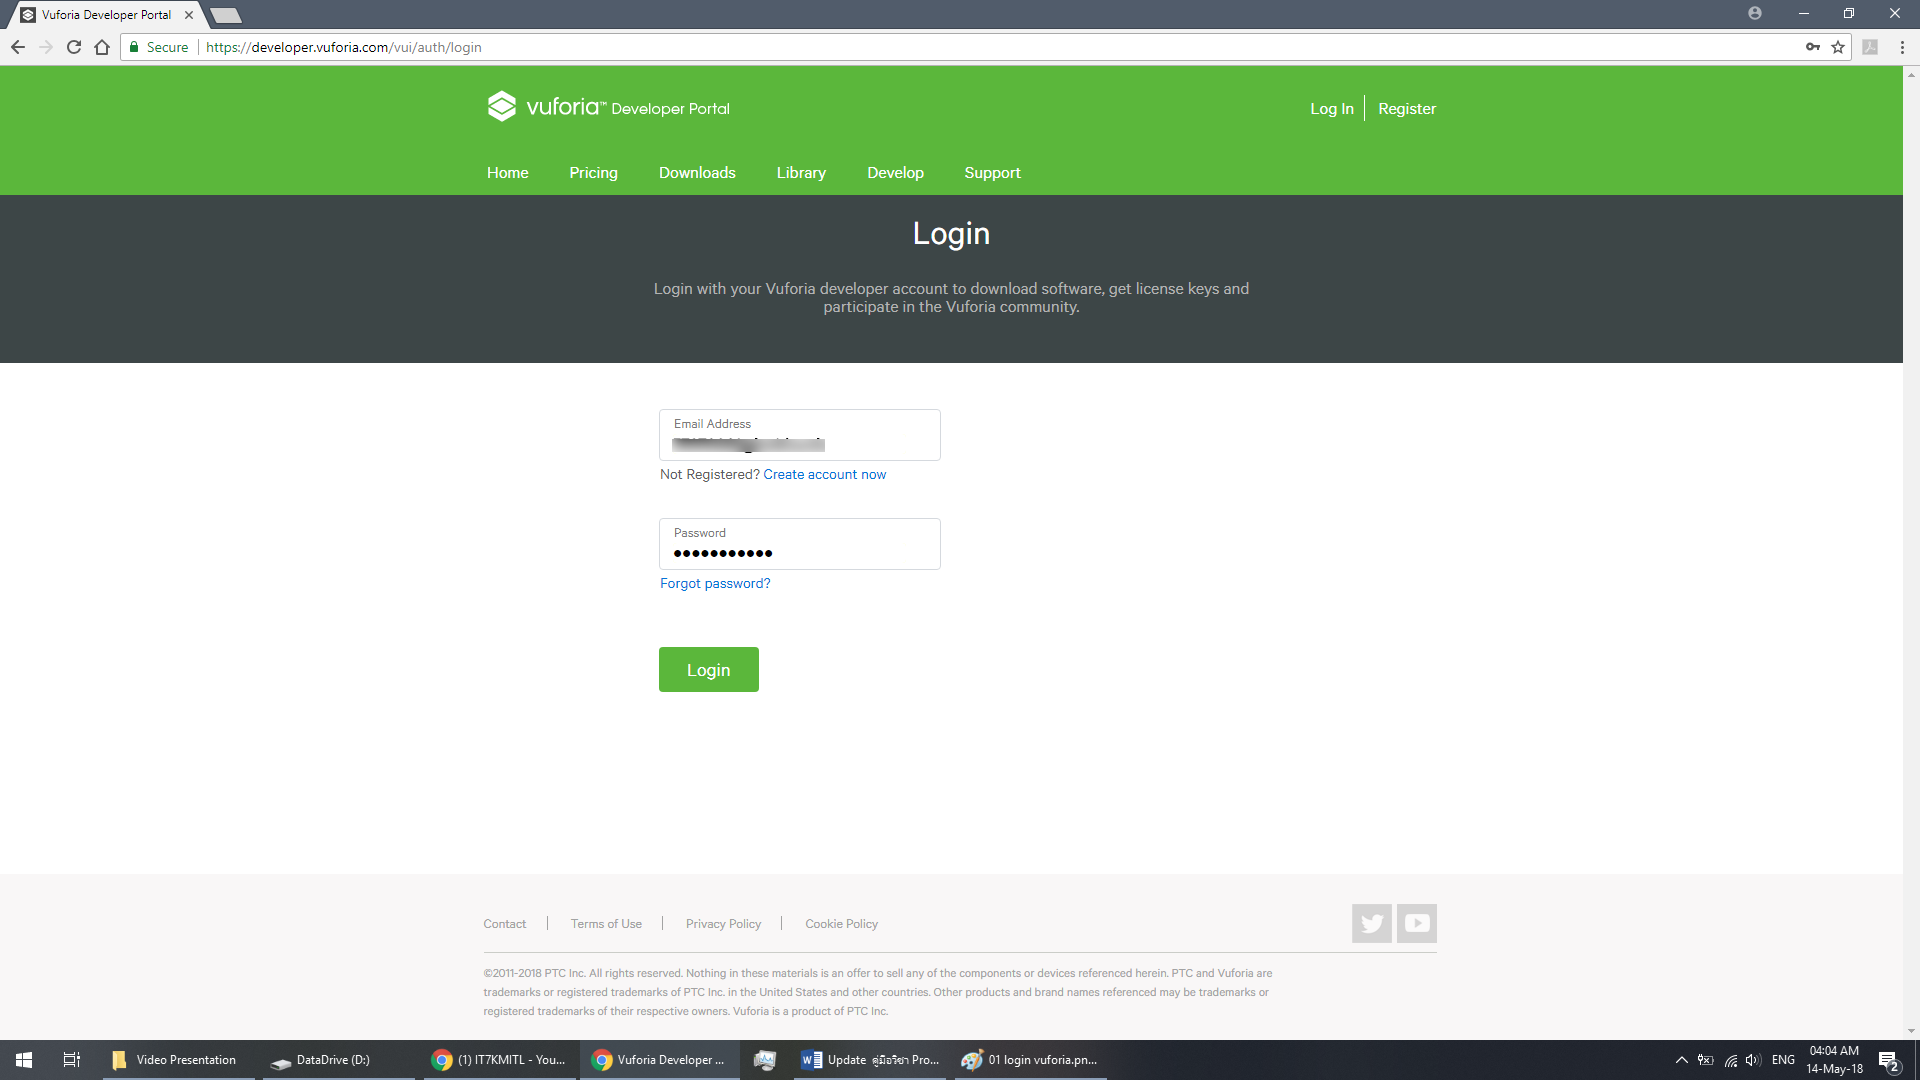 Vuforia Developer Portal
Secure
https://developer.vuforia.com/vui/auth/login
vuforia™ Developer Portal
Log In
Register
Home
Pricing
Downloads
Library
Develop
Support
Login
Login with your Vuforia developer account to download software, get license keys and
participate in the Vuforia community.
Email Address
Not Registered? Create account now
Password
Forgot password?
Login
Contact
Terms of Use
Privacy Policy
Cookie Policy
©2011-2018 PTC Inc. All rights reserved. Nothing in these materials is an offer to sell any of the components or devices referenced herein. PTC and Vuforia are
trademarks or registered trademarks of PTC Inc. in the United States and other countries. Other products and brand names referenced may be trademarks or
registered trademarks of their respective owners. Vuforia is a product of PTC Inc.
Video Presentation
DataDrive (D:)
(1) IT7KMITL - You...
Vuforia Developer ...
Update คู่มือวิชา Pro...
01 login vuforia.pn...
ENG
04:04 AM
14-May-18
2